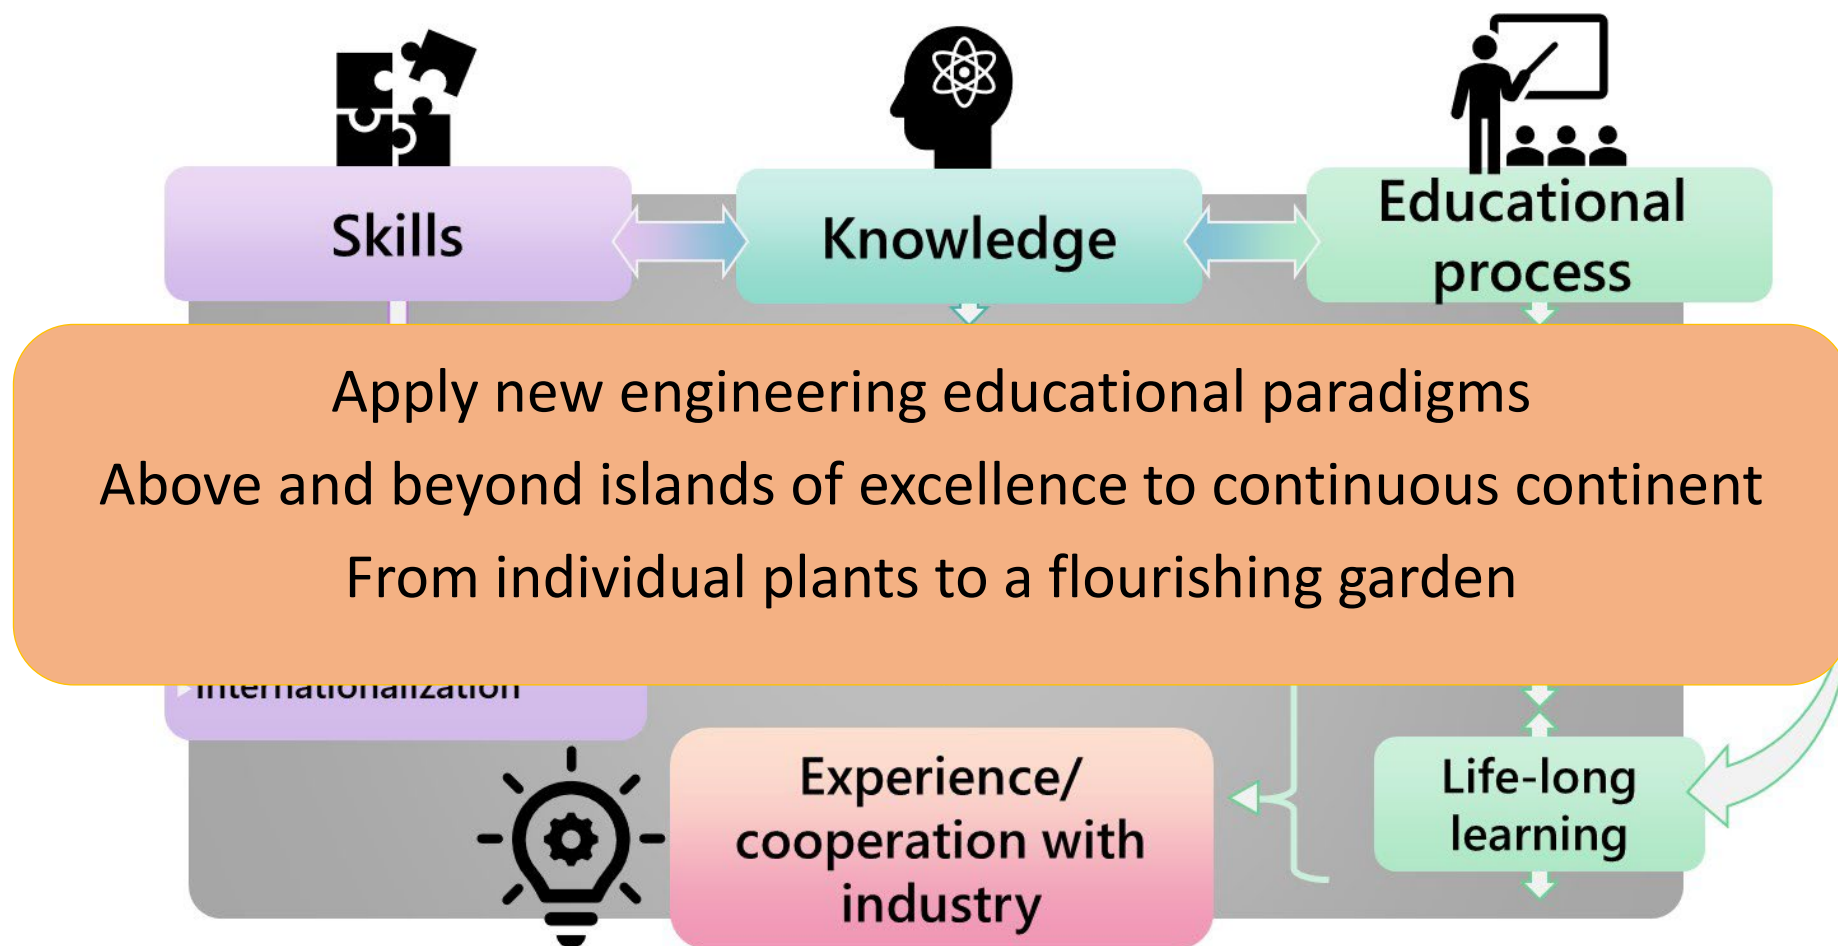 Skills
Knowledge
Educational
process
Apply new engineering educational paradigms
Above and beyond islands of excellence to continuous continent
From individual plants to a flourishing garden
Internationalization
Experience/
cooperation with
industry
Life-long
learning